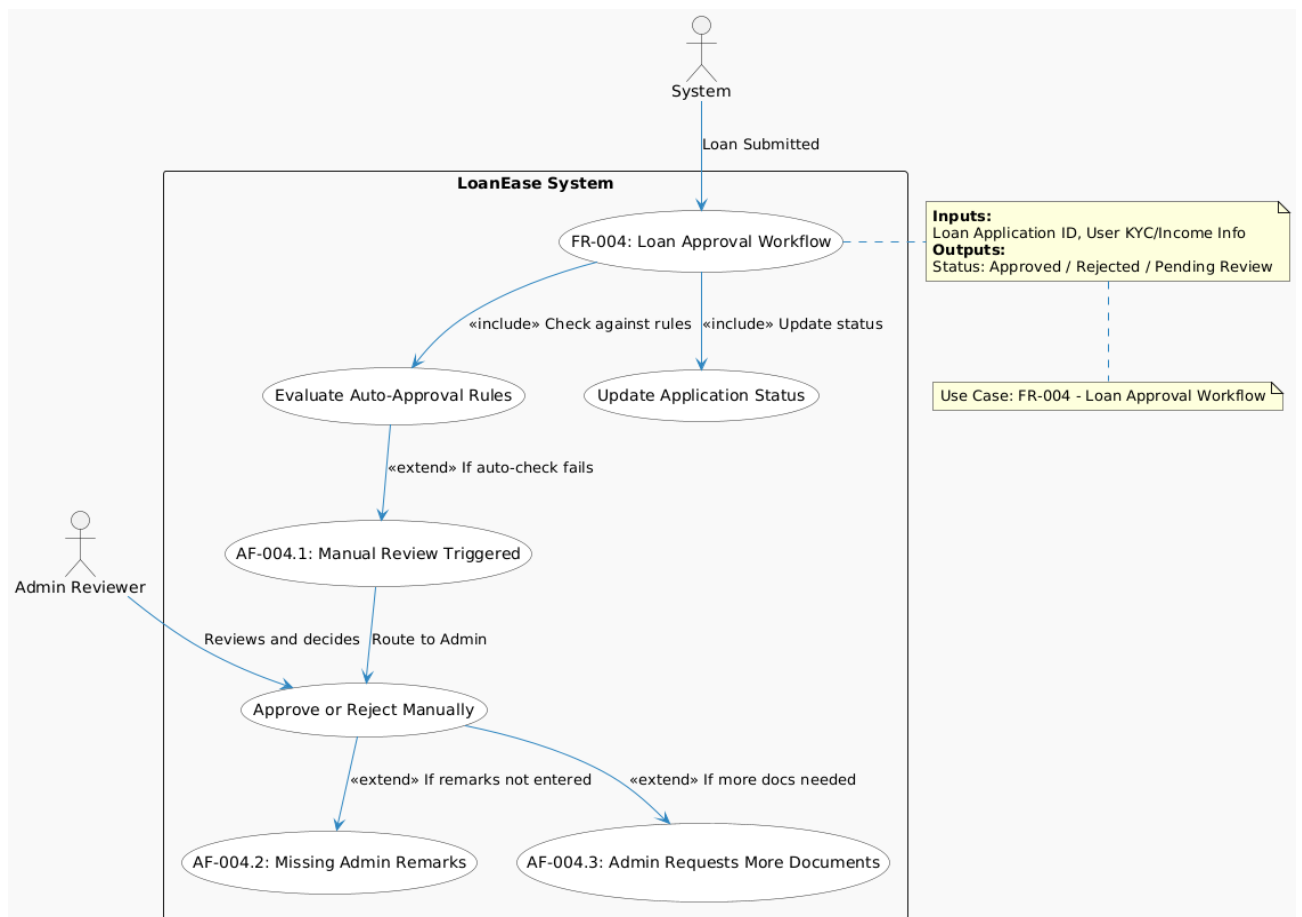 System
Loan Submitted
LoanEase System
FR-004: Loan Approval Workflow
Inputs:
Loan Application ID, User KYC/Income Info
Outputs:
Status: Approved / Rejected / Pending Review
«include» Check against rules
«include» Update status
Evaluate Auto-Approval Rules
Update Application Status
Use Case: FR-004 - Loan Approval Workflow
«extend» If auto-check fails
AF-004.1: Manual Review Triggered
Admin Reviewer
Reviews and decides
Route to Admin
Approve or Reject Manually
«extend» If remarks not entered
«extend» If more docs needed
AF-004.2: Missing Admin Remarks
AF-004.3: Admin Requests More Documents